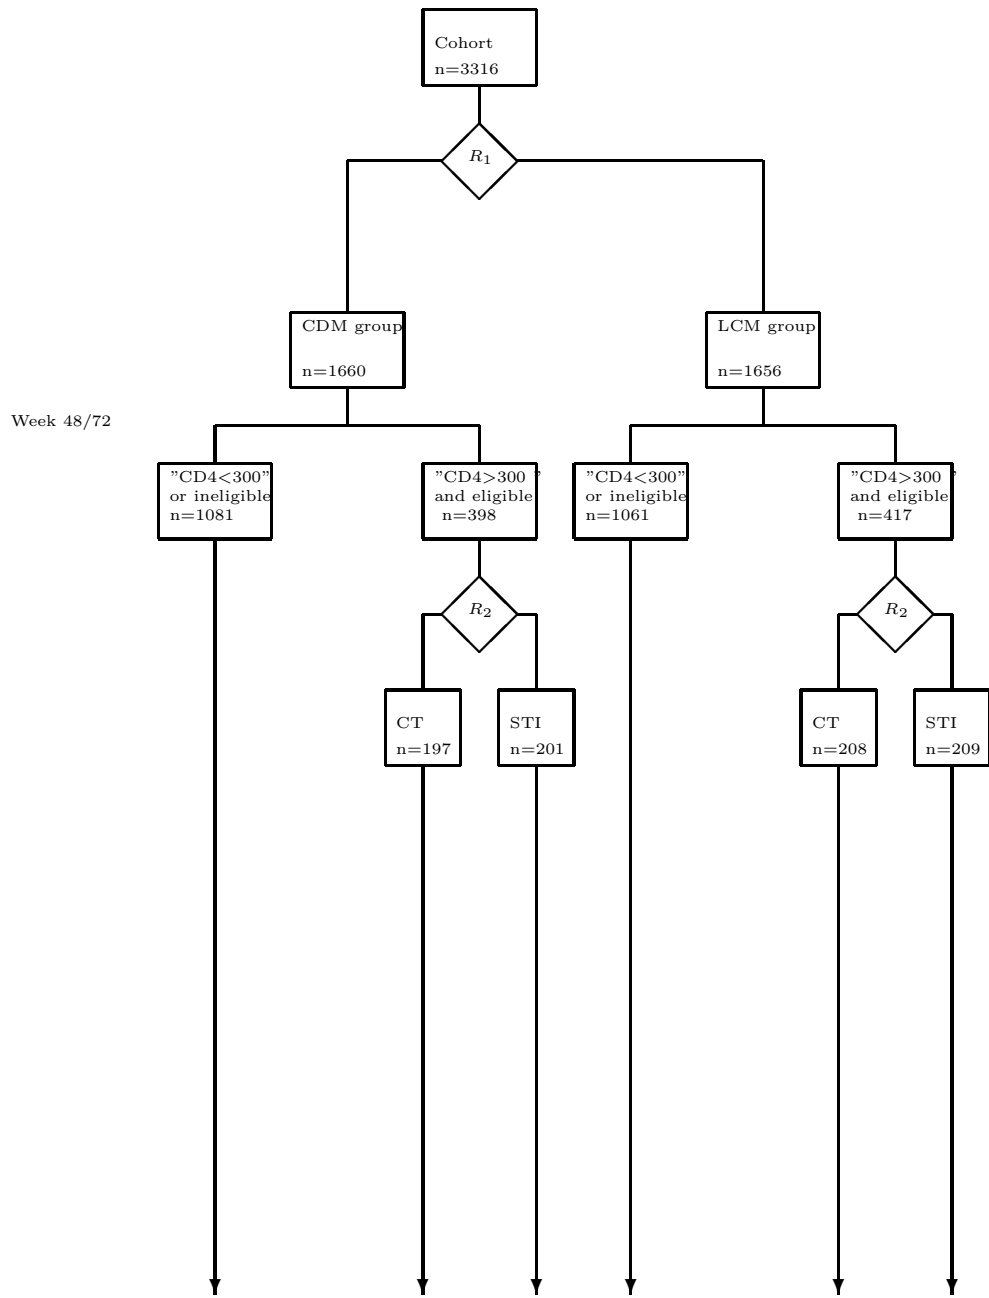 Cohort
n=3316
R1
CDM group
n=1660
LCM group
n=1656
Week 48/72
"CD4<300"
or ineligible
n=1081
"CD4>300 "
and eligible
n=398
"CD4<300"
or ineligible
n=1061
"CD4>300 "
and eligible
n=417
R2
R2
CT
n=197
STI
n=201
CT
n=208
STI
n=209